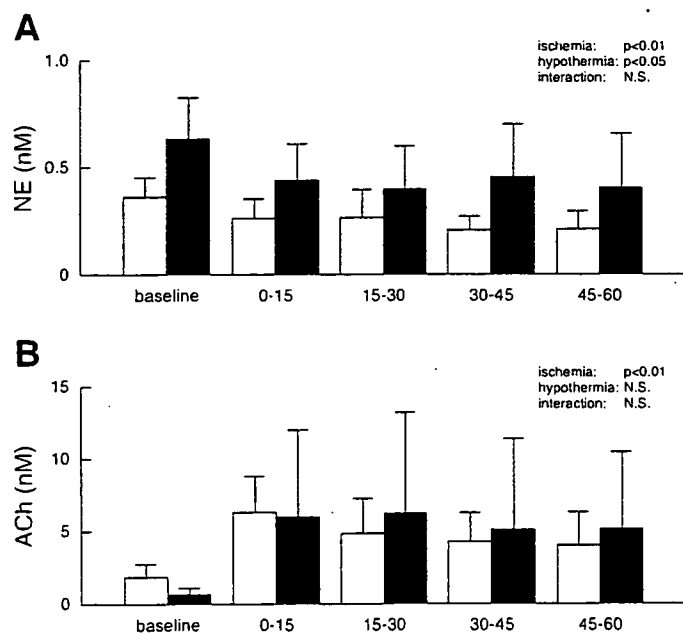 A
ischemia: p<0.01
hypothermia: p<0.05
interaction: N.S.
1.0
0.5
0
NE (nM)
baseline 0-15 15-30 30-45 45-60
B
ischemia: p<0.01
hypothermia: N.S.
interaction: N.S.
15
10
5
0
ACh (nM)
baseline 0-15 15-30 30-45 45-60